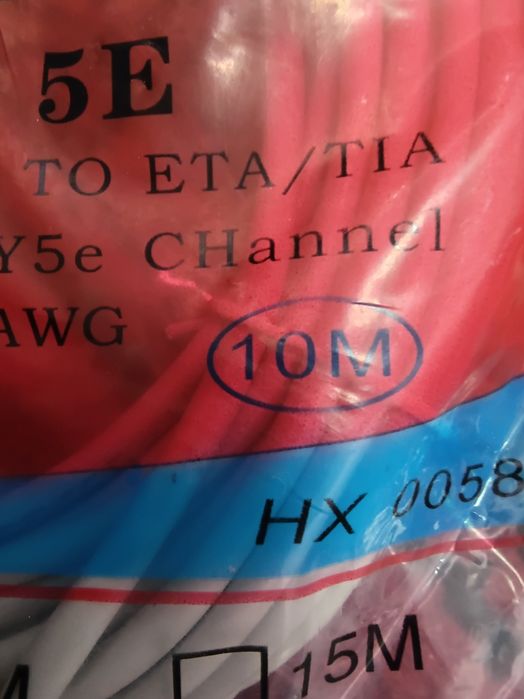 5E
TO ETA/TIA
Y5e CHannel
AWG
10M
HX 0058
M
15M